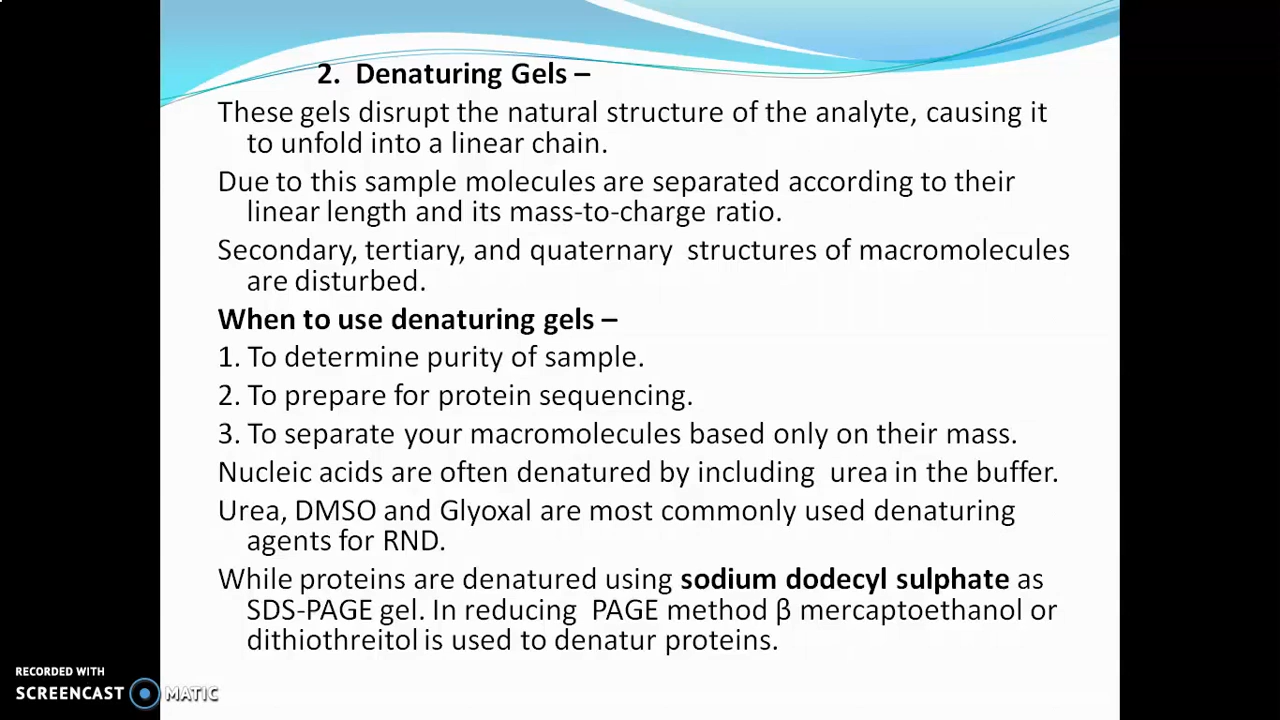 2. Denaturing Gels –
These gels disrupt the natural structure of the analyte, causing it
to unfold into a linear chain.
Due to this sample molecules are separated according to their
linear length and its mass-to-charge ratio.
Secondary, tertiary, and quaternary structures of macromolecules
are disturbed.
When to use denaturing gels –
1. To determine purity of sample.
2. To prepare for protein sequencing.
3. To separate your macromolecules based only on their mass.
Nucleic acids are often denatured by including urea in the buffer.
Urea, DMSO and Glyoxal are most commonly used denaturing
agents for RND.
While proteins are denatured using sodium dodecyl sulphate as
SDS-PAGE gel. In reducing PAGE method β mercaptoethanol or
dithiothreitol is used to denatur proteins.
RECORDED WITH
SCREENCAST MATIC